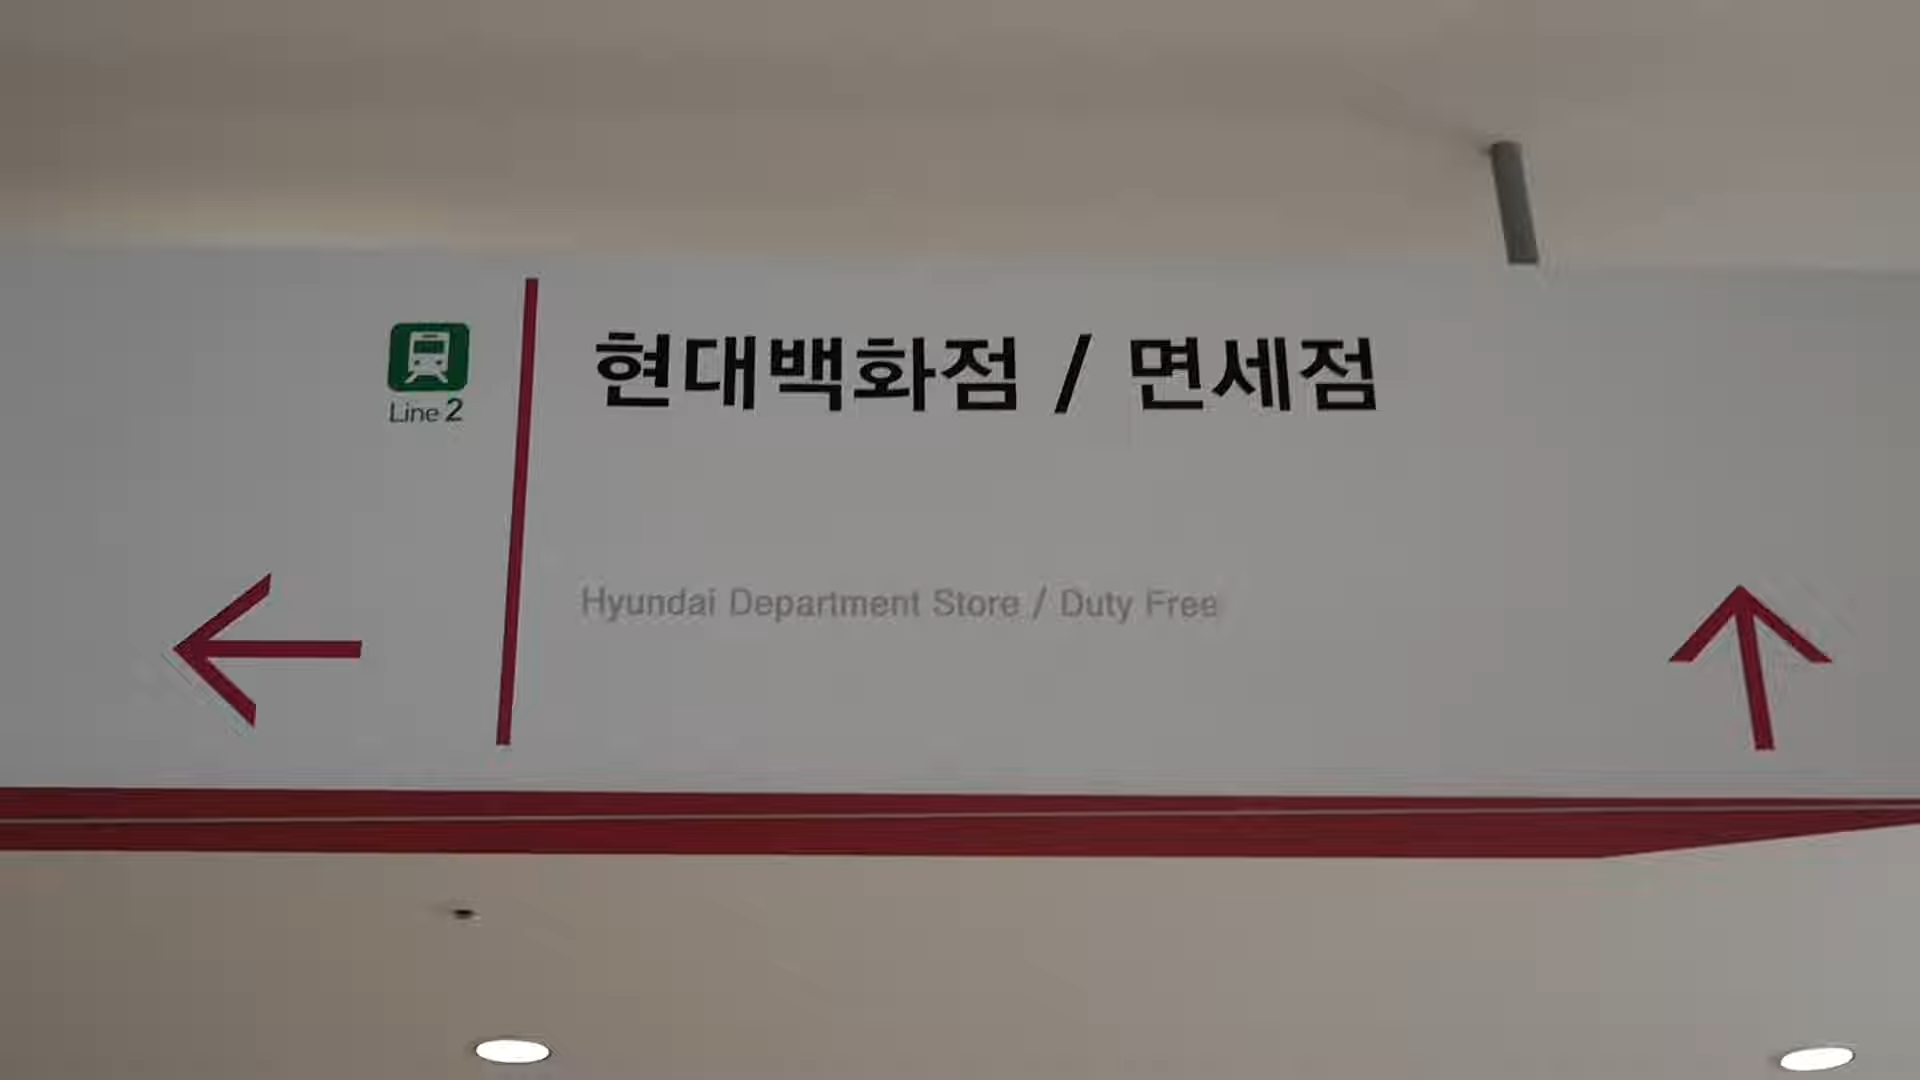 Line 2
현대백화점 / 면세점
Hyundai Department Store / Duty Free